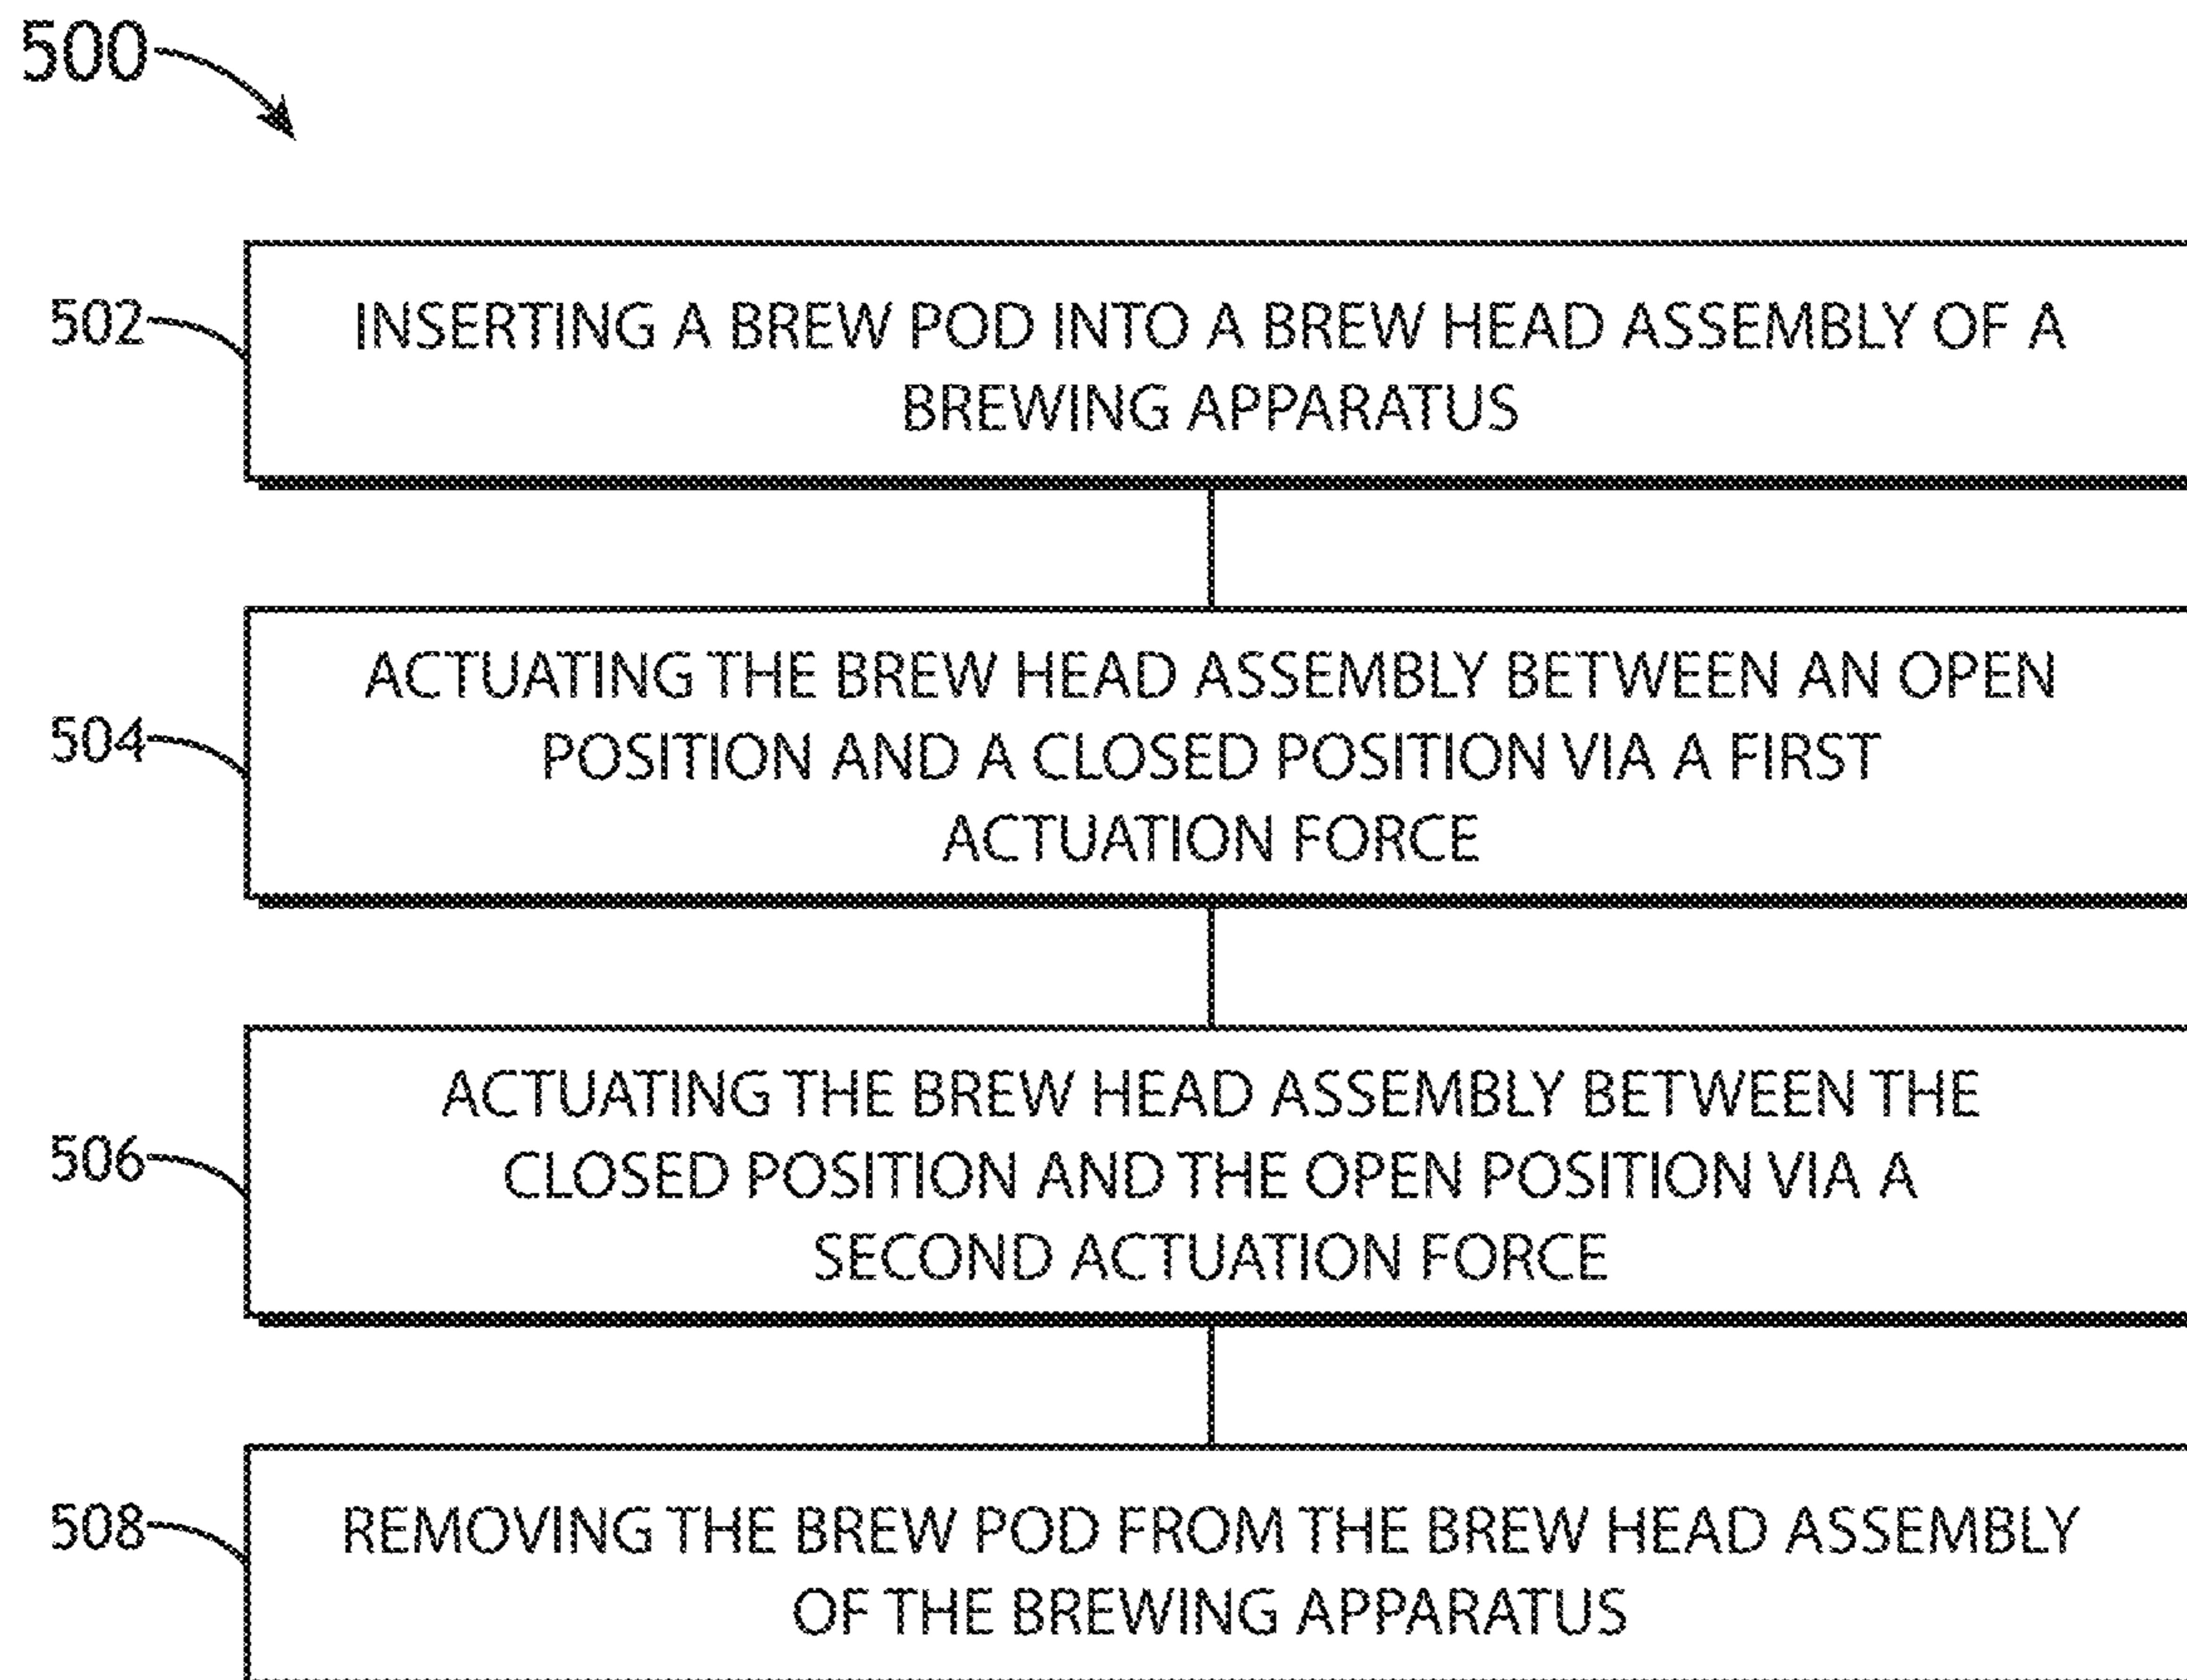 500
502
INSERTING A BREW POD INTO A BREW HEAD ASSEMBLY OF A
BREWING APPARATUS
504
ACTUATING THE BREW HEAD ASSEMBLY BETWEEN AN OPEN
POSITION AND A CLOSED POSITION VIA A FIRST
ACTUATION FORCE
506
ACTUATING THE BREW HEAD ASSEMBLY BETWEEN THE
CLOSED POSITION AND THE OPEN POSITION VIA A
SECOND ACTUATION FORCE
508
REMOVING THE BREW POD FROM THE BREW HEAD ASSEMBLY
OF THE BREWING APPARATUS